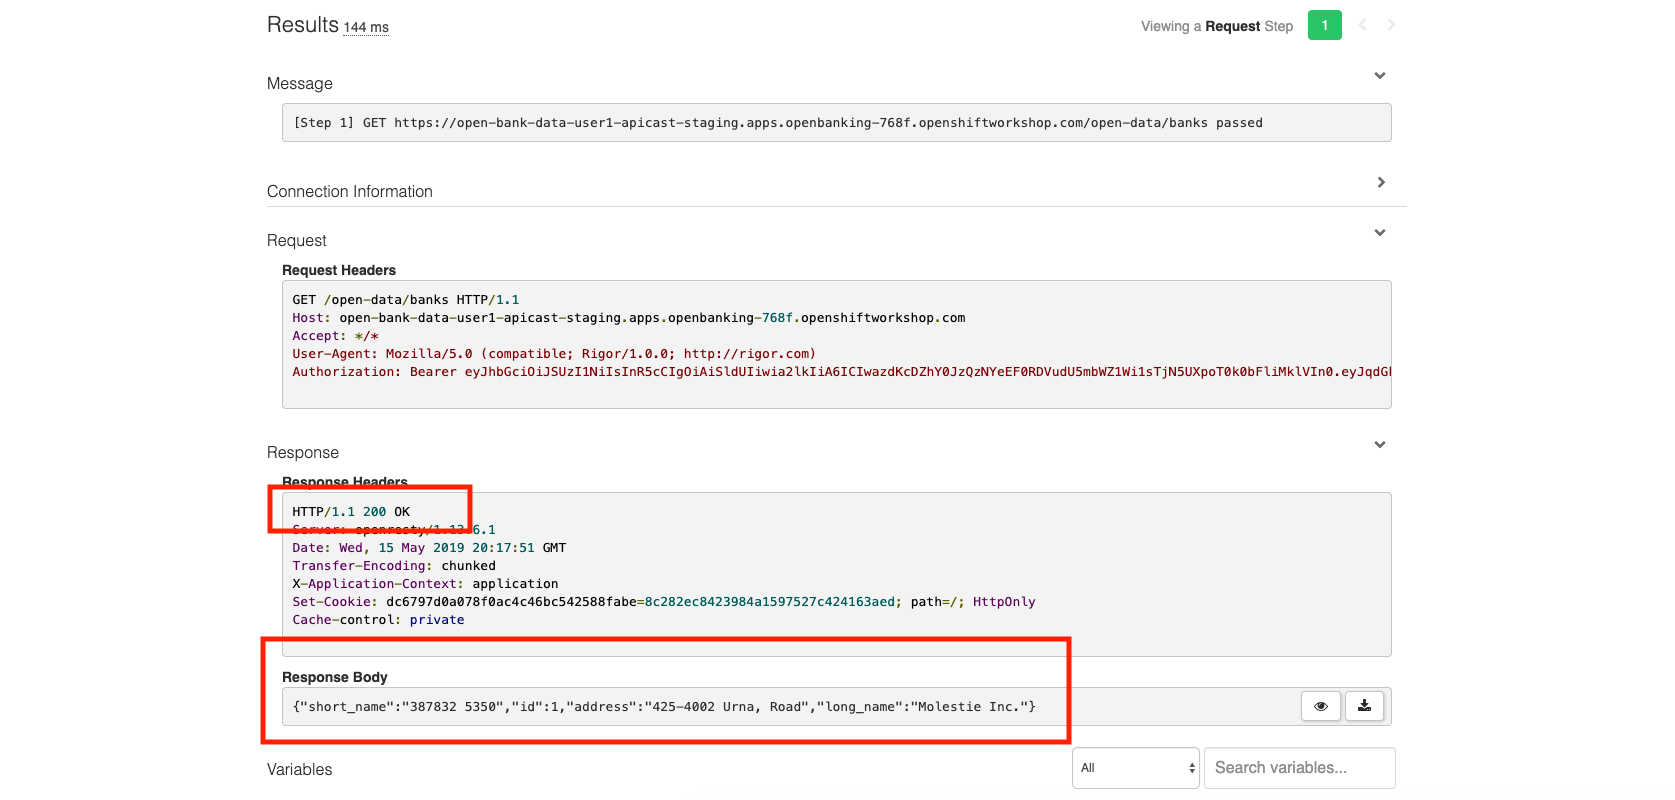 Results 144 ms
Viewing a Request Step 1
Message
[Step 1] GET https://open-bank-data-user1-apicast-staging.apps.openbanking-768f.openshiftworkshop.com/open-data/banks passed
Connection Information
Request
Request Headers
GET /open-data/banks HTTP/1.1
Host: open-bank-data-user1-apicast-staging.apps.openbanking-768f.openshiftworkshop.com
Accept: */*
User-Agent: Mozilla/5.0 (compatible; Rigor/1.0.0; http://rigor.com)
Authorization: Bearer eyJhbGciOiJSUzI1NiIsInR5cCIgOiAiSldUIiwia2lkIiA6ICIwazdKcDZhY0JzQzNYeEF0RDVudU5mbWZ1Wi1sTjN5UXpoT0k0bFliMklVIn0.eyJqdGl
Response
Response Headers
HTTP/1.1 200 OK
Server: openresty/1.13.6.1
Date: Wed, 15 May 2019 20:17:51 GMT
Transfer-Encoding: chunked
X-Application-Context: application
Set-Cookie: dc6797d0a078f0ac4c46bc542588fabe=8c282ec8423984a1597527c424163aed; path=/; HttpOnly
Cache-control: private
Response Body
{"short_name":"387832 5350","id":1,"address":"425-4002 Urna, Road","long_name":"Molestie Inc."}
Variables
All
Search variables...